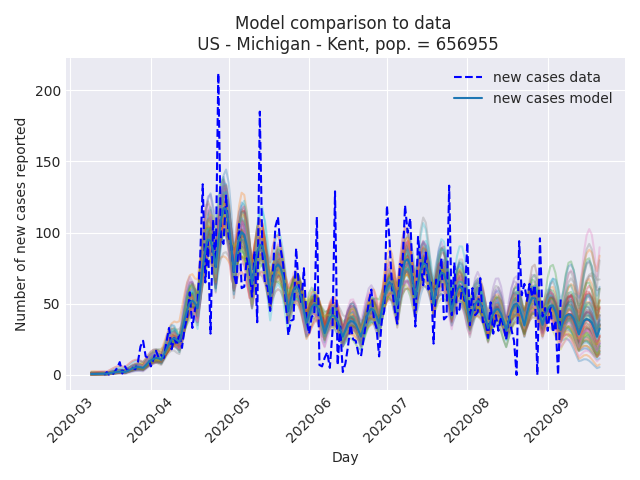 Model comparison to data
US - Michigan - Kent, pop. = 656955
new cases data
new cases model
Number of new cases reported
200
150
100
50
0
2020-03
2020-04
2020-05
2020-06
2020-07
2020-08
2020-09
Day